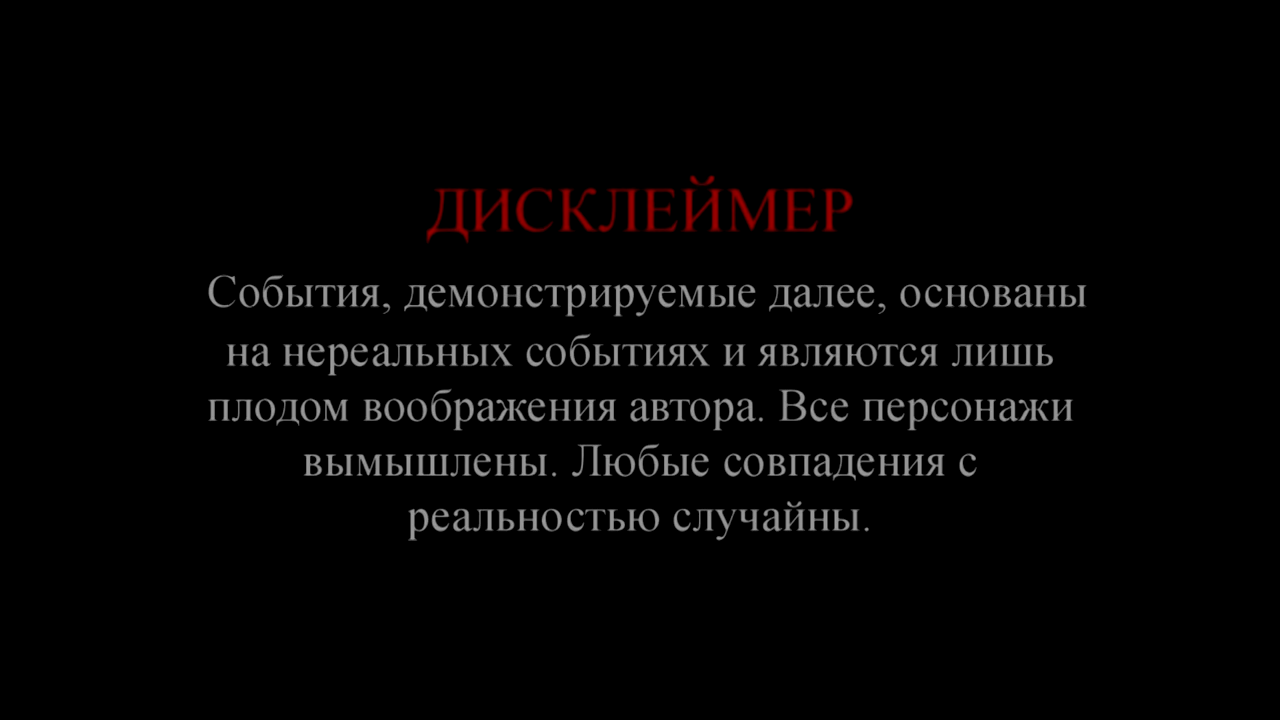 ДИСКЛЕЙМЕР
События, демонстрируемые далее, основаны
на нереальных событиях и являются лишь
плодом воображения автора. Все персонажи
вымышлены. Любые совпадения с
реальностью случайны.